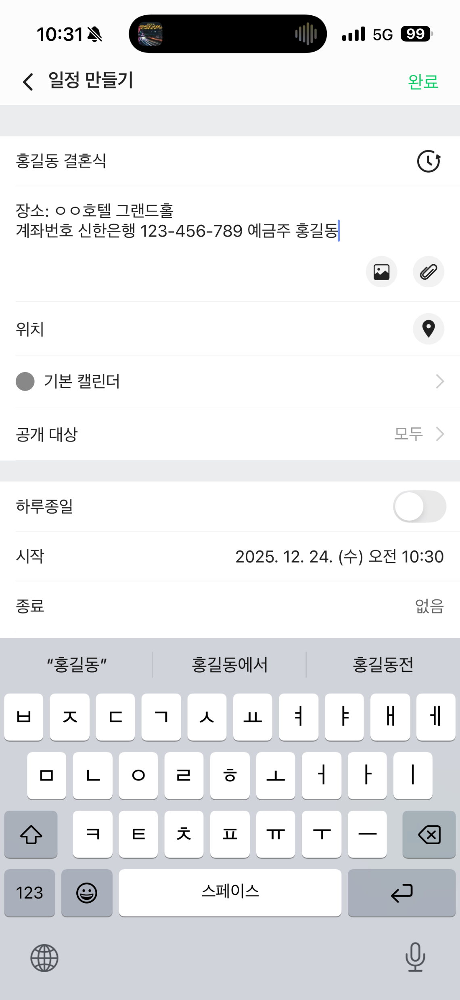 10:31 5G 99
일정 만들기 완료
홍길동 결혼식
장소: ㅇㅇ호텔 그랜드홀
계좌번호 신한은행 123-456-789 예금주 홍길동
위치
기본 캘린더
공개 대상 모두
하루종일
시작 2025. 12. 24. (수) 오전 10:30
종료 없음
“홍길동” 홍길동에서 홍길동전
ㅂ ㅈ ㄷ ㄱ ㅅ ㅛ ㅕ ㅑ ㅐ ㅔ
ㅁ ㄴ ㅇ ㄹ ㅎ ㅗ ㅓ ㅏ ㅣ
ㅋ ㅌ ㅊ ㅍ ㅠ ㅜ ㅡ
123 스페이스